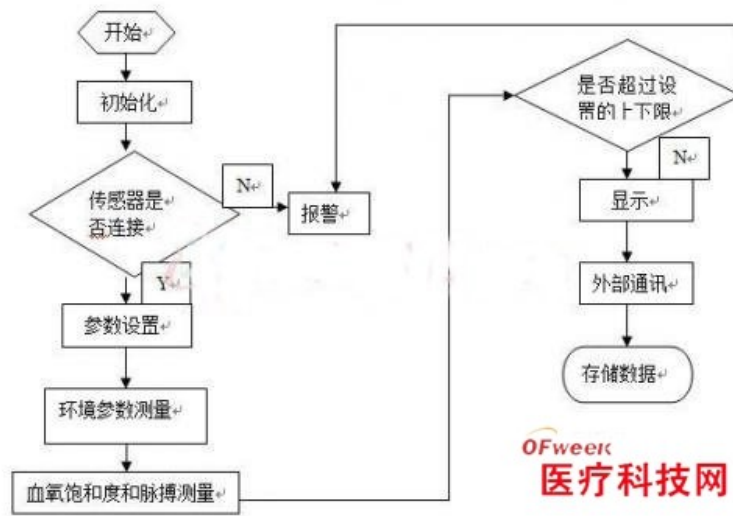 开始
初始化
传感器是
否连接
N
报警
Y
参数设置
环境参数测量
血氧饱和度和脉搏测量
是否超过设
置的上下限
N
显示
外部通讯
存储数据
OFweek
医疗科技网